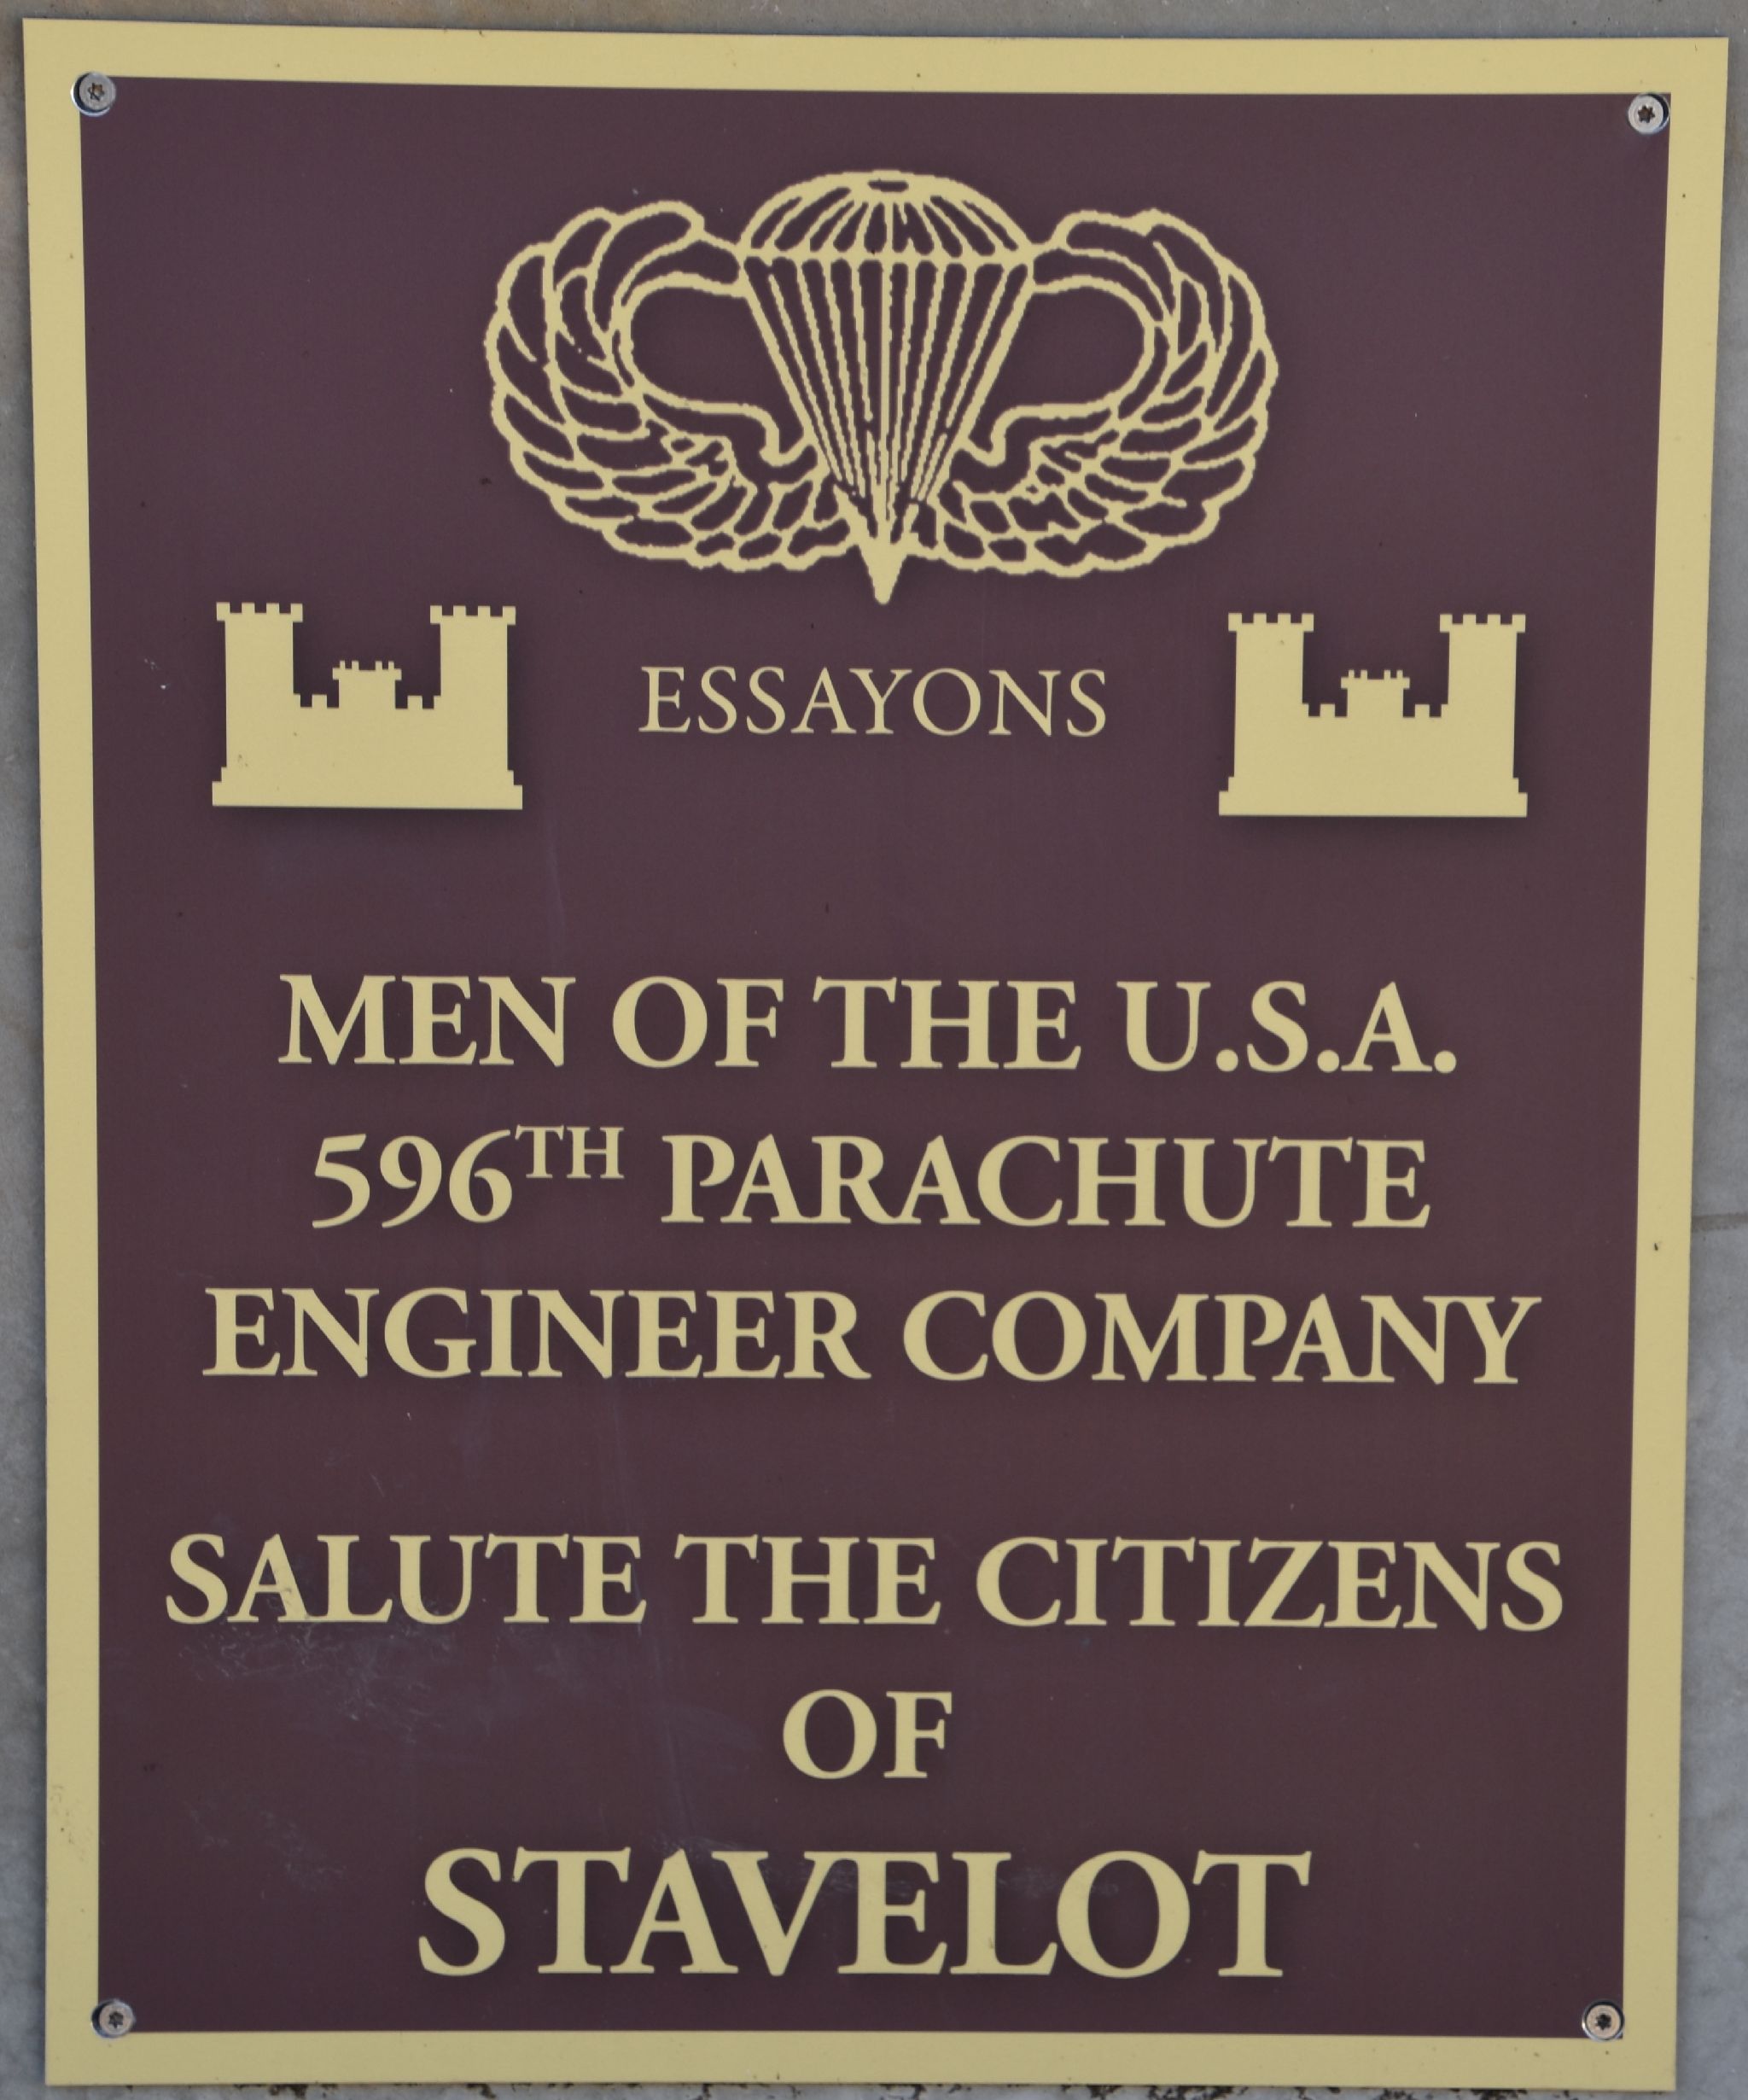 ESSAYONS
MEN OF THE U.S.A.
596TH PARACHUTE
ENGINEER COMPANY
SALUTE THE CITIZENS
OF
STAVELOT